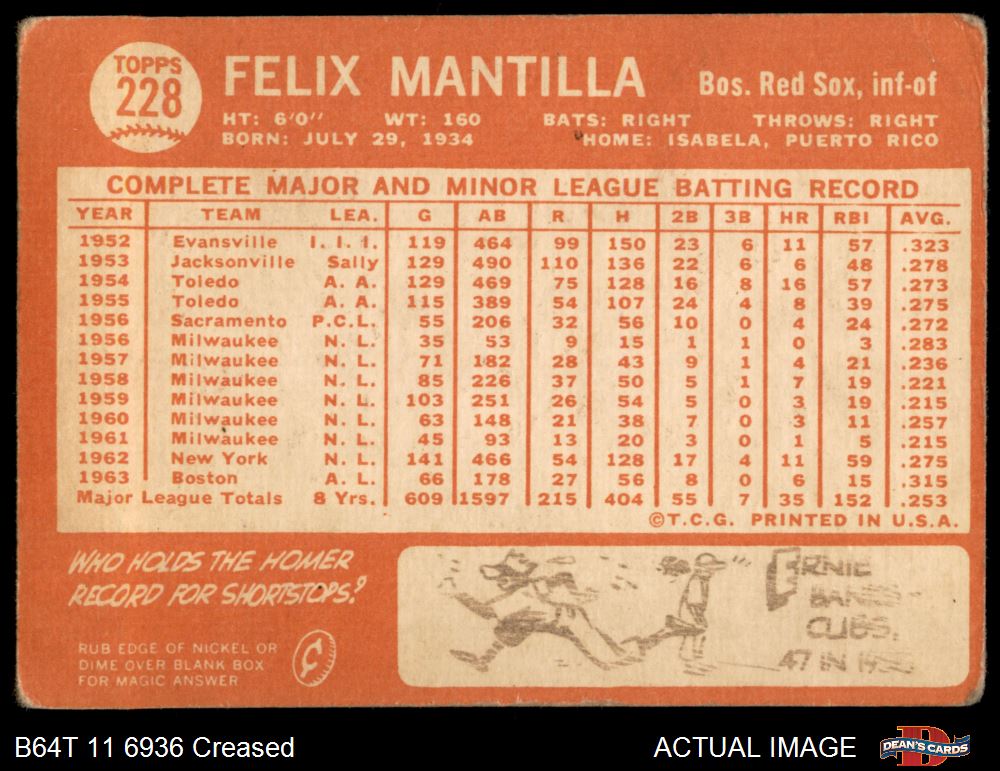 TOPPS
228
FELIX MANTILLA
Bos. Red Sox, inf-of
HT: 6'0" WT: 160 BATS: RIGHT THROWS: RIGHT
BORN: JULY 29, 1934 HOME: ISABELA, PUERTO RICO
COMPLETE MAJOR AND MINOR LEAGUE BATTING RECORD
YEAR TEAM LEA. G AB R H 2B 3B HR RBI AVG.
1952 Evansville I. I. I. 119 464 99 150 23 6 11 57 .323
1953 Jacksonville Sally 129 490 110 136 22 6 6 48 .278
1954 Toledo A. A. 129 469 75 128 16 8 16 57 .273
1955 Toledo A. A. 115 389 54 107 24 4 8 39 .275
1956 Sacramento P.C.L. 55 206 32 56 10 0 4 24 .272
1956 Milwaukee N. L. 35 53 9 15 1 1 0 3 .283
1957 Milwaukee N. L. 71 182 28 43 9 1 4 21 .236
1958 Milwaukee N. L. 85 226 37 50 5 1 7 19 .221
1959 Milwaukee N. L. 103 251 26 54 5 0 3 19 .215
1960 Milwaukee N. L. 63 148 21 38 7 0 3 11 .257
1961 Milwaukee N. L. 45 93 13 20 3 0 1 5 .215
1962 New York N. L. 141 466 54 128 17 4 11 59 .275
1963 Boston A. L. 66 178 27 56 8 0 6 15 .315
Major League Totals 8 Yrs. 609 1597 215 404 55 7 35 152 .253
©T.C.G. PRINTED IN U.S.A.
WHO HOLDS THE HOMER
RECORD FOR SHORTSTOPS?
RUB EDGE OF NICKEL OR
DIME OVER BLANK BOX
FOR MAGIC ANSWER
ERNIE
BANKS-
CUBS,
47 IN
B64T 11 6936 Creased
ACTUAL IMAGE
DEAN'S CARDS